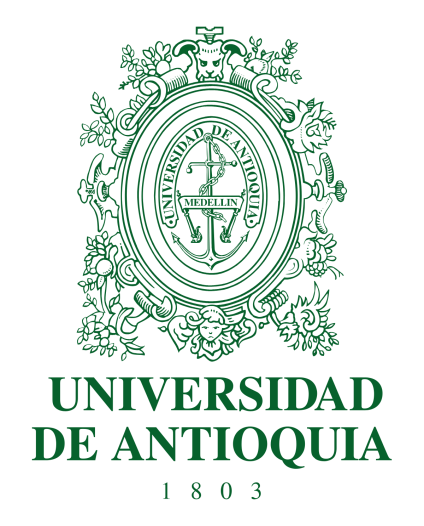 UNIVERSIDAD DE ANTIOQUIA
MEDELLIN
UNIVERSIDAD
DE ANTIOQUIA
1803